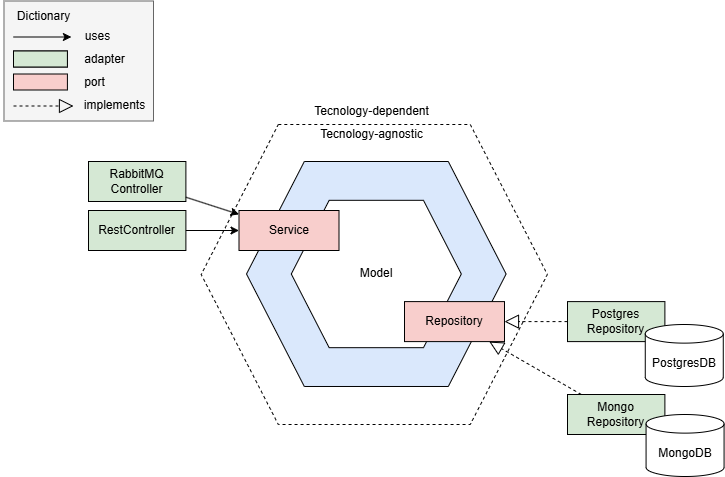 Dictionary
uses
adapter
port
implements
Tecnology-dependent
Tecnology-agnostic
RabbitMQ
Controller
RestController
Service
Model
Repository
Postgres
Repository
PostgresDB
Mongo
Repository
MongoDB